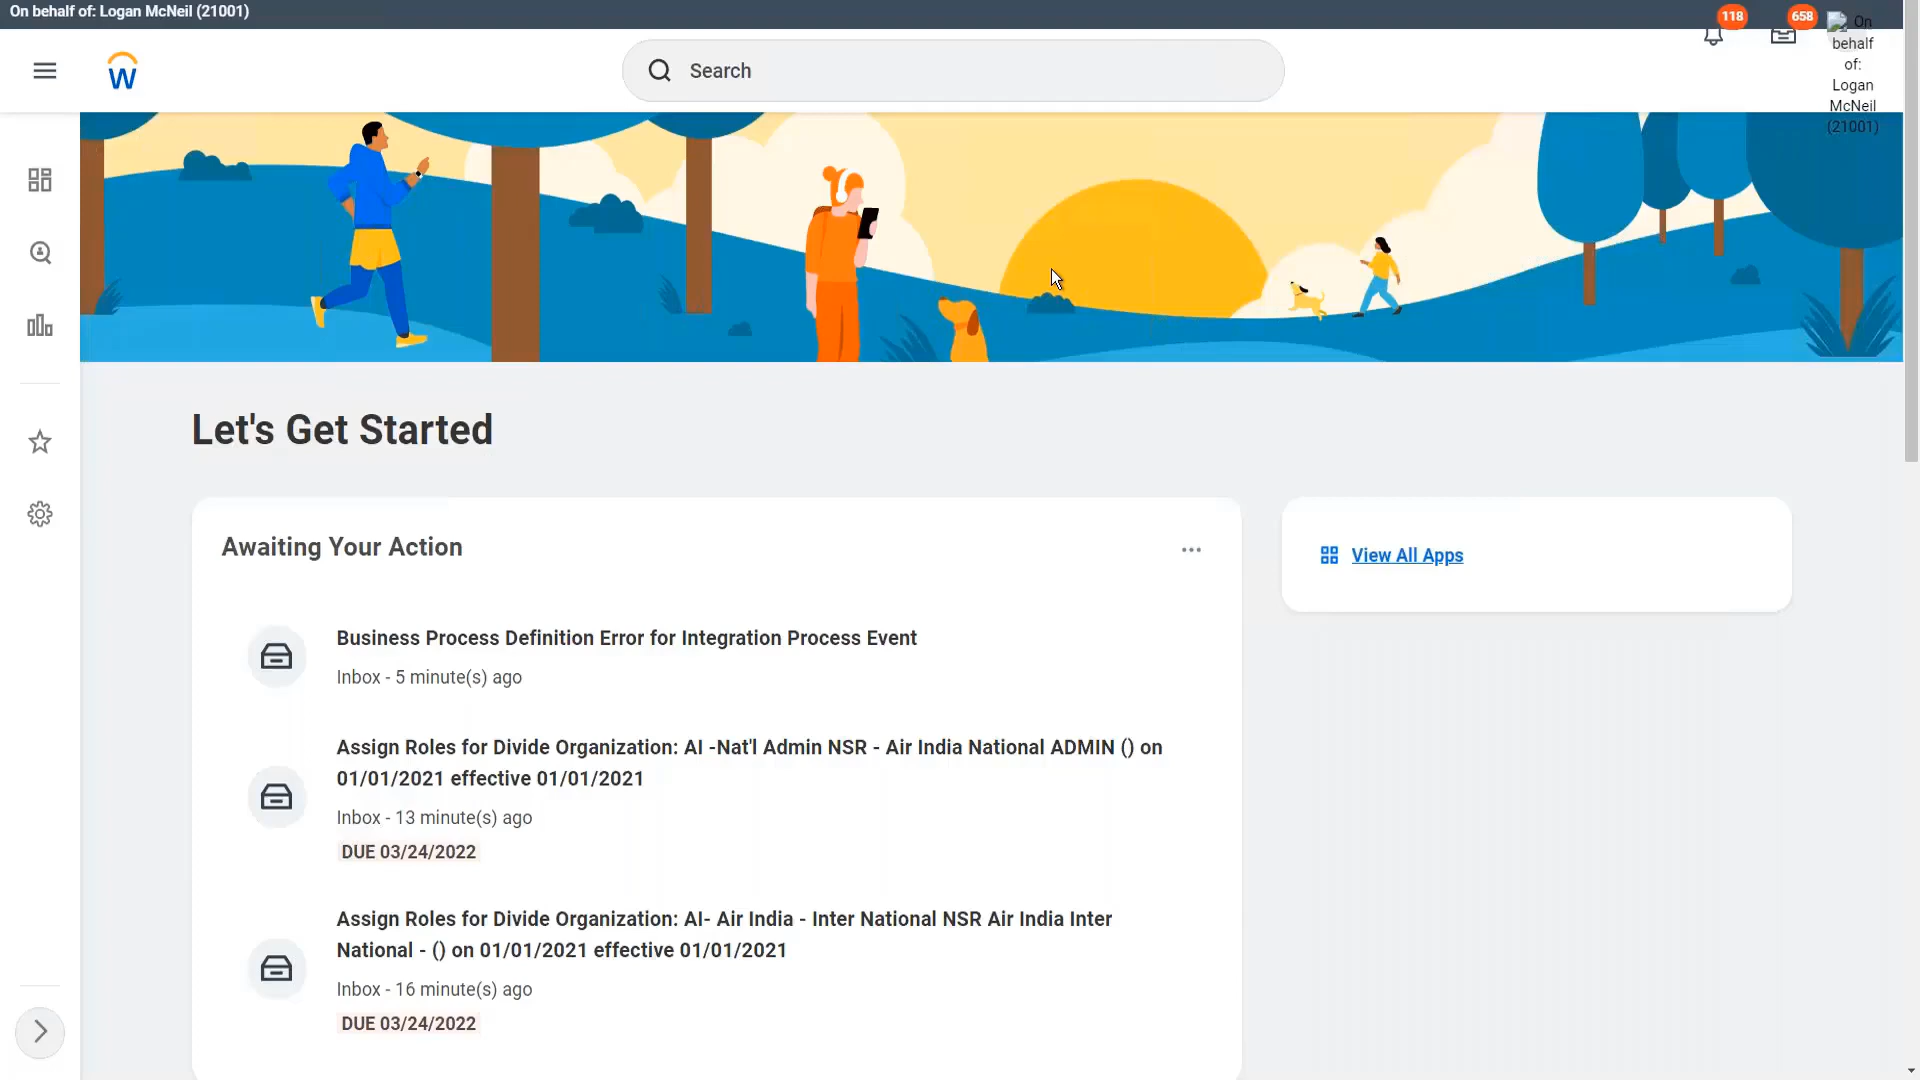 On behalf of: Logan McNeil (21001)
118
658
On
behalf
of:
Logan
McNeil
(21001)
W
Search
Let's Get Started
Awaiting Your Action
View All Apps
Business Process Definition Error for Integration Process Event
Inbox - 5 minute(s) ago
Assign Roles for Divide Organization: AI -Nat'l Admin NSR - Air India National ADMIN () on
01/01/2021 effective 01/01/2021
Inbox - 13 minute(s) ago
DUE 03/24/2022
Assign Roles for Divide Organization: AI- Air India - Inter National NSR Air India Inter
National - () on 01/01/2021 effective 01/01/2021
Inbox - 16 minute(s) ago
DUE 03/24/2022